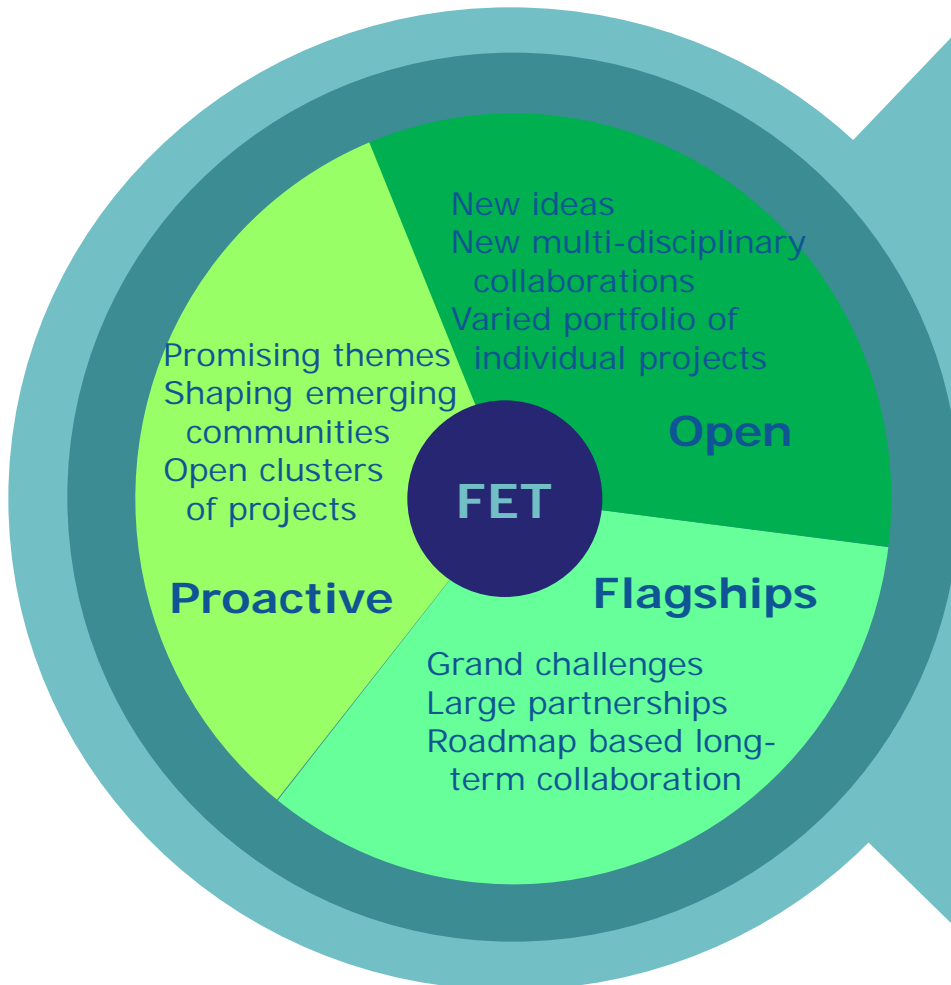 New ideas
New multi-disciplinary
collaborations
Varied portfolio of
individual projects
Open
Promising themes
Shaping emerging
communities
Open clusters
of projects
Proactive
FET
Flagships
Grand challenges
Large partnerships
Roadmap based long-
term collaboration